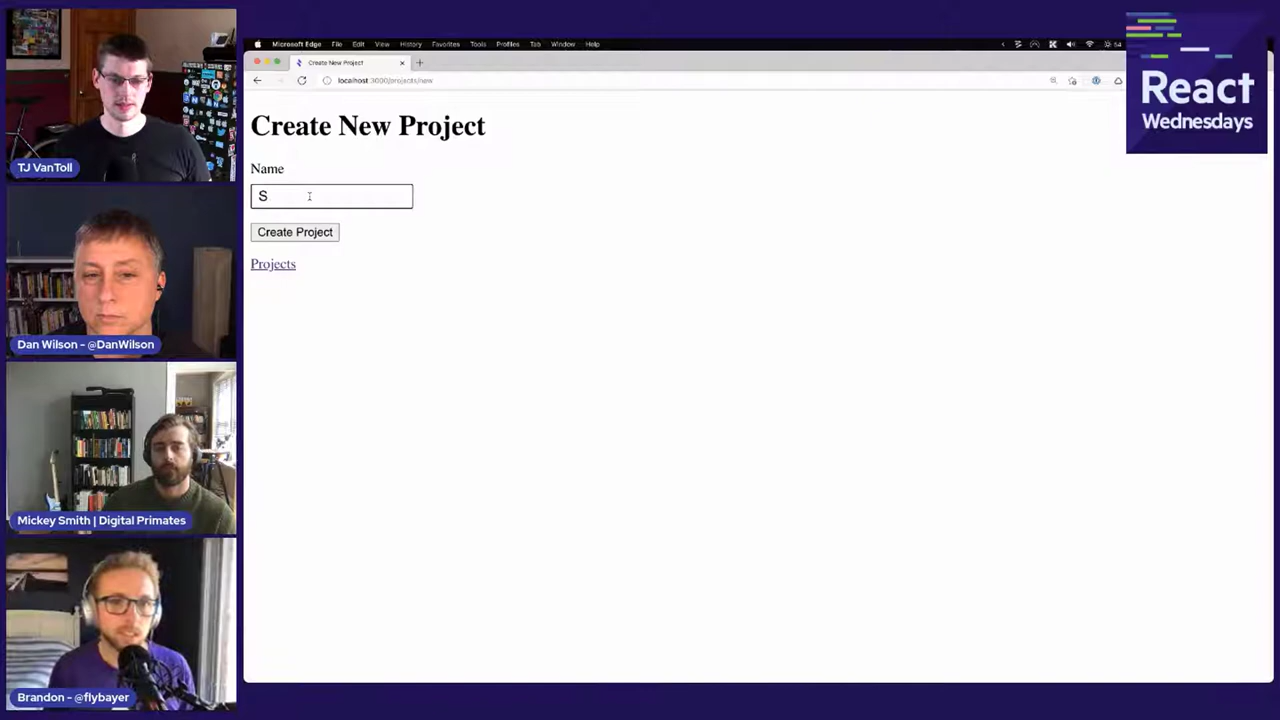 Microsoft Edge File Edit View History Favorites Tools Profiles Tab Window Help
Create New Project
localhost:3000/projects/new
React
Wednesdays
Create New Project
Name
S
Create Project
Projects
TJ VanToll
Dan Wilson - @DanWilson
Mickey Smith | Digital Primates
Brandon - @flybayer